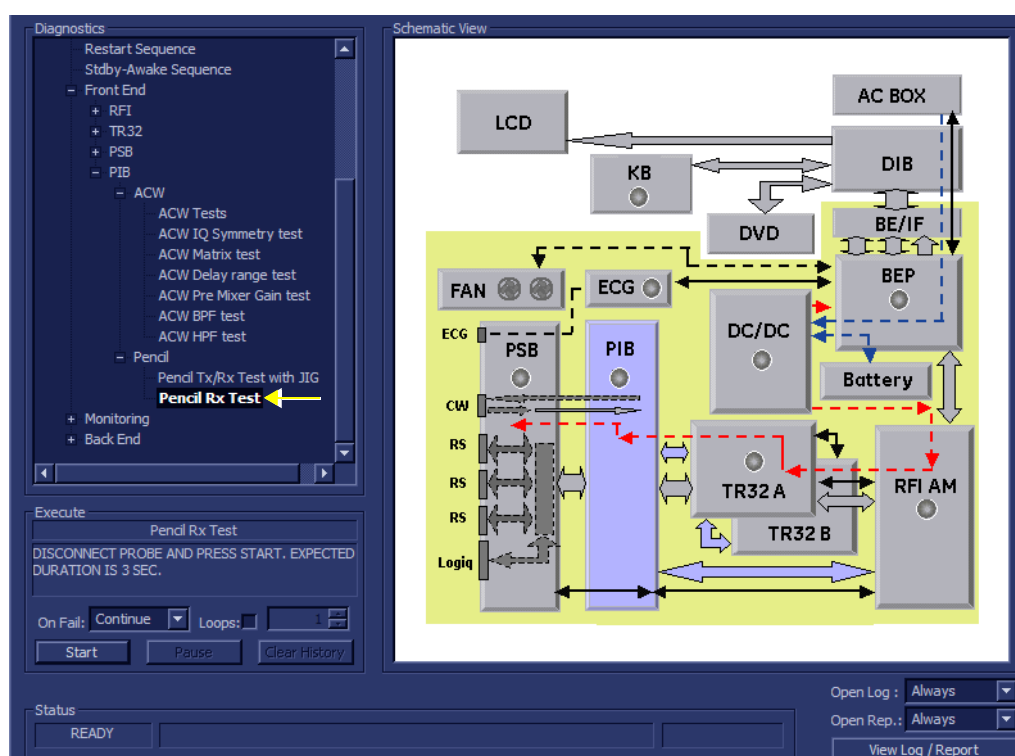 Diagnostics
Restart Sequence
Stdby-Awake Sequence
Front End
RFI
TR32
PSB
PIB
ACW
ACW Tests
ACW IQ Symmetry test
ACW Matrix test
ACW Delay range test
ACW Pre Mixer Gain test
ACW BPF test
ACW HPF test
Pencil
Pencil Tx/Rx Test with JIG
Pencil Rx Test
Monitoring
Back End
Execute
Pencil Rx Test
DISCONNECT PROBE AND PRESS START. EXPECTED
DURATION IS 3 SEC.
On Fail: Continue Loops: 1
Start Pause Clear History
Schematic View
LCD
AC BOX
KB
DIB
DVD
BE/IF
FAN
ECG
BEP
ECG
PSB
PIB
DC/DC
Battery
CW
RS
RS
RS
Logiq
TR32 A
TR32 B
RFI AM
Open Log : Always
Open Rep.: Always
View Log / Report
Status
READY